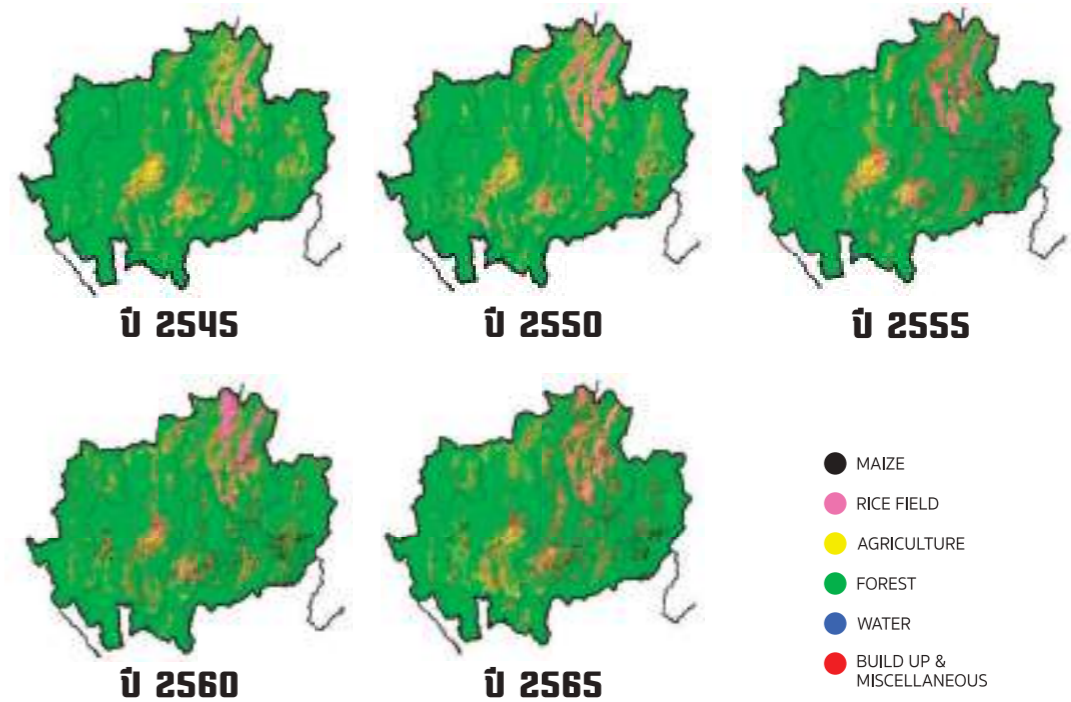 ปี 2545
ปี 2550
ปี 2555
ปี 2560
ปี 2565
MAIZE
RICE FIELD
AGRICULTURE
FOREST
WATER
BUILD UP &
MISCELLANEOUS